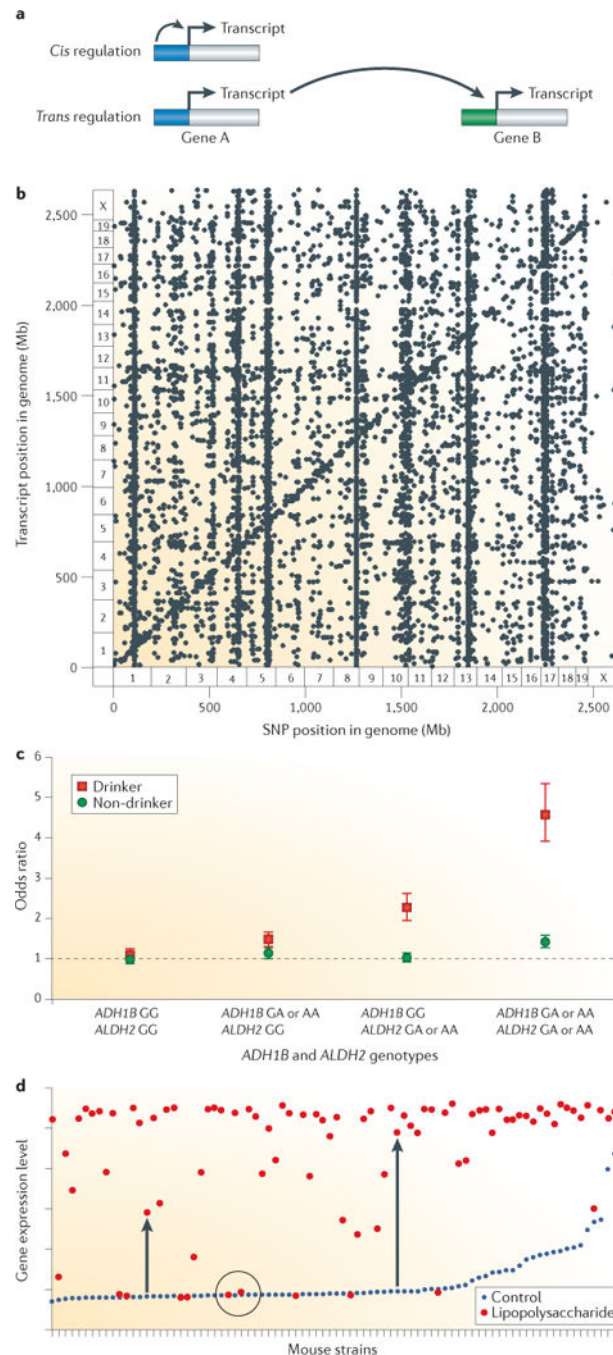 a
Transcript
Cis regulation
Transcript
Transcript
Trans regulation
Gene A
Gene B
b
Transcript position in genome (Mb)
2,500
2,000
1,500
1,000
500
0
X
19
18
17
16
15
14
13
12
11
10
9
8
7
6
5
4
3
2
1
1 2 3 4 5 6 7 8 9 10 11 12 13 14 15 16 17 18 19 X
0 500 1,000 1,500 2,000 2,500
SNP position in genome (Mb)
c
Odds ratio
6
5
4
3
2
1
0
Drinker
Non-drinker
ADH1B GG ADH1B GA or AA ADH1B GG ADH1B GA or AA
ALDH2 GG ALDH2 GG ALDH2 GA or AA ALDH2 GA or AA
ADH1B and ALDH2 genotypes
d
Gene expression level
Control
Lipopolysaccharide
Mouse strains